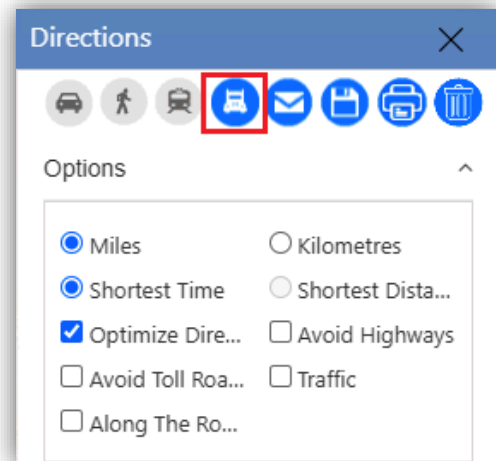 Directions
Options
Miles Kilometres
Shortest Time Shortest Dista...
Optimize Dire... Avoid Highways
Avoid Toll Roa... Traffic
Along The Ro...